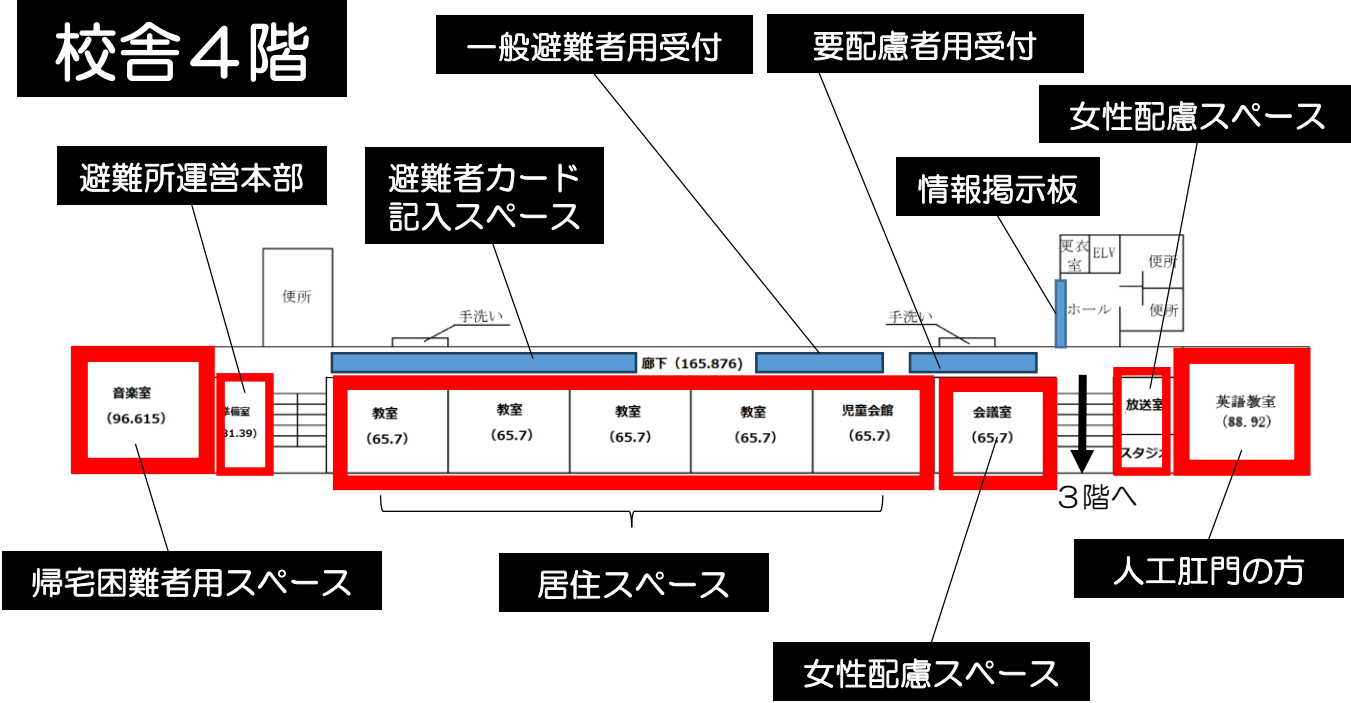 校舎４階
一般避難者用受付
要配慮者用受付
女性配慮スペース
避難所運営本部
避難者カード
記入スペース
情報掲示板
更衣
室
ELV
便所
便所
ホール
便所
手洗い
手洗い
廊下（165.876)
音楽室
（96.615）
準備室
31.39）
教室
（65.7）
教室
（65.7）
教室
（65.7）
教室
（65.7）
児童会館
（65.7）
会議室
（65.7）
放送室
スタジオ
英語教室
（88.92）
３階へ
帰宅困難者用スペース
居住スペース
人工肛門の方
女性配慮スペース